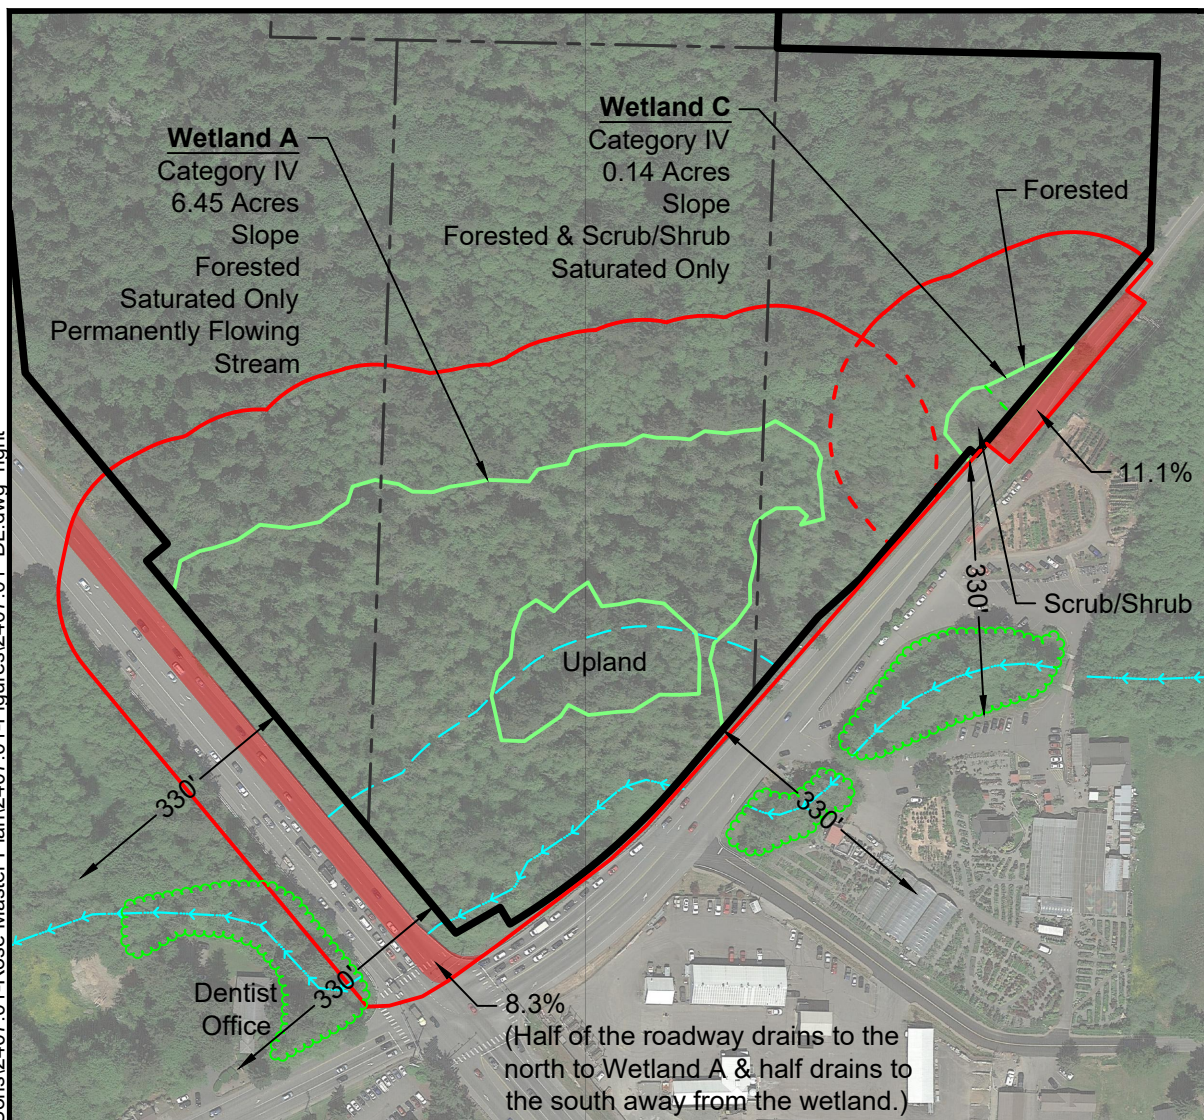 Wetland A
Category IV
6.45 Acres
Slope
Forested
Saturated Only
Permanently Flowing
Stream
Wetland C
Category IV
0.14 Acres
Slope
Forested & Scrub/Shrub
Saturated Only
Forested
11.1%
330'
Scrub/Shrub
Upland
330'
330'
330'
Dentist
Office
8.3%
(Half of the roadway drains to the
north to Wetland A & half drains to
the south away from the wetland.)